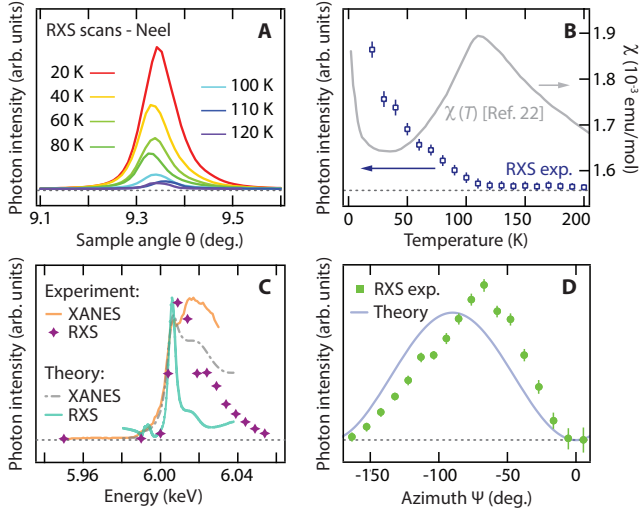 RXS scans - Neel
A
20 K
40 K
60 K
80 K
100 K
110 K
120 K
Photon intensity (arb. units)
9.1
9.3
9.5
Sample angle θ (deg.)
B
χ(T) [Ref. 22]
RXS exp.
Photon intensity (arb. units)
0
50
100
150
200
Temperature (K)
1.9
1.8
1.7
1.6
χ (10⁻³ emu/mol)
C
Experiment:
XANES
RXS
Theory:
XANES
RXS
Photon intensity (arb. units)
5.96
6.00
6.04
Energy (keV)
D
RXS exp.
Theory
Photon intensity (arb. units)
-150
-100
-50
0
Azimuth Ψ (deg.)